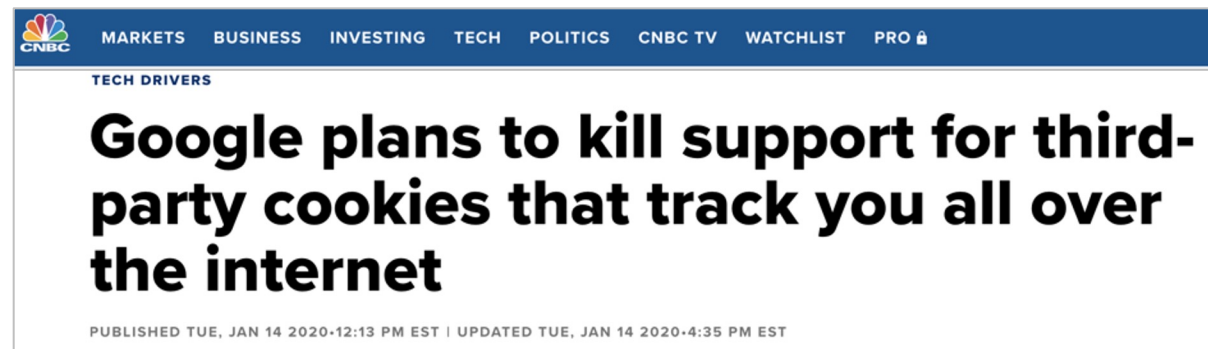 CNBC
MARKETS BUSINESS INVESTING TECH POLITICS CNBC TV WATCHLIST PRO
TECH DRIVERS
Google plans to kill support for third-
party cookies that track you all over
the internet
PUBLISHED TUE, JAN 14 2020•12:13 PM EST | UPDATED TUE, JAN 14 2020•4:35 PM EST